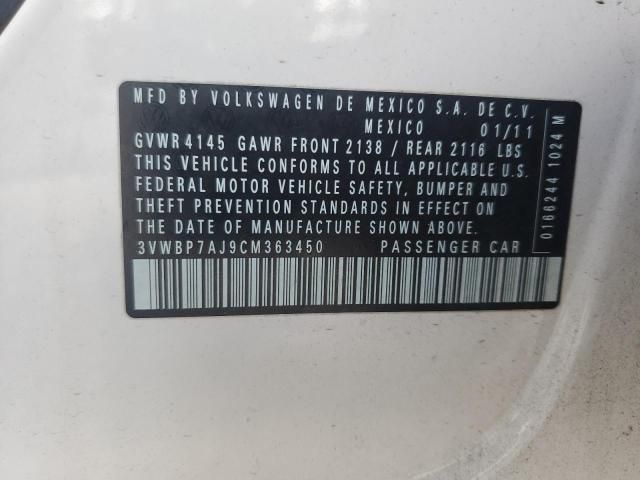 MFD BY VOLKSWAGEN DE MEXICO S.A. DE C.V.
MEXICO 01/11
GVWR 4145 GAWR FRONT 2138 / REAR 2116 LBS
THIS VEHICLE CONFORMS TO ALL APPLICABLE U.S.
FEDERAL MOTOR VEHICLE SAFETY, BUMPER AND
THEFT PREVENTION STANDARDS IN EFFECT ON
THE DATE OF MANUFACTURE SHOWN ABOVE.
3VWBP7AJ9CM363450 PASSENGER CAR
0166244 1024 M